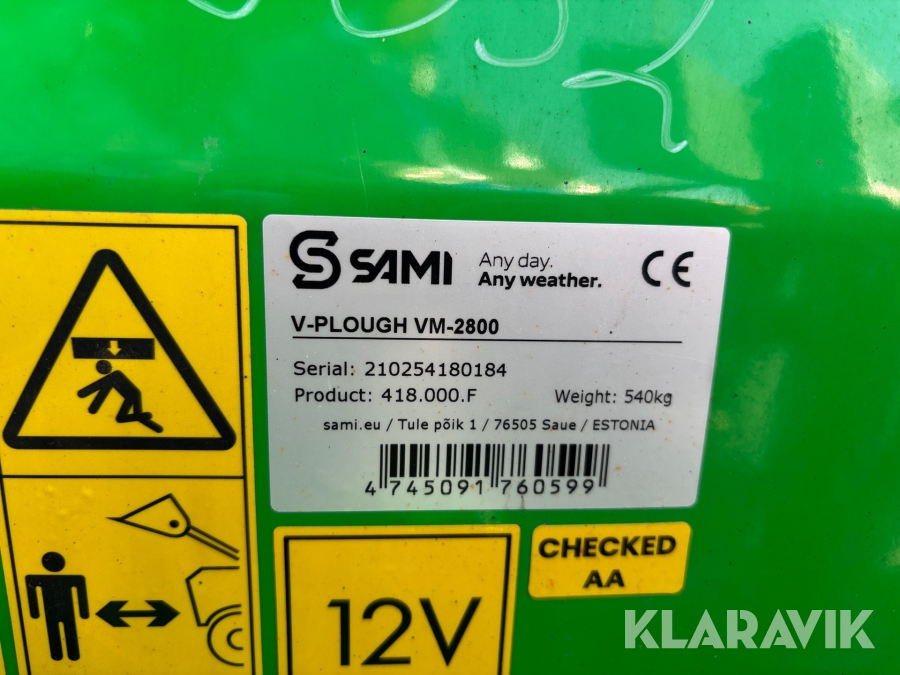 SAMI
Any day.
Any weather.
CE
V-PLOUGH VM-2800
Serial: 210254180184
Product: 418.000.F
Weight: 540kg
sami.eu / Tule põik 1 / 76505 Saue / ESTONIA
4 745091 760599
12V
CHECKED
AA
KLARAVIK